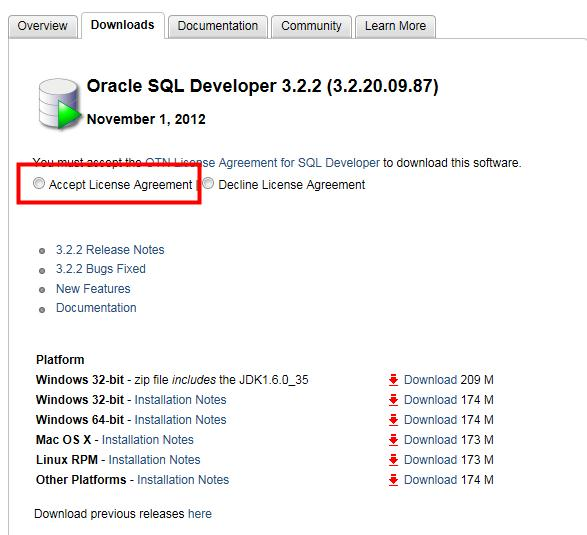 Overview Downloads Documentation Community Learn More
Oracle SQL Developer 3.2.2 (3.2.20.09.87)
November 1, 2012
You must accept the OTN License Agreement for SQL Developer to download this software.
Accept License Agreement | Decline License Agreement
3.2.2 Release Notes
3.2.2 Bugs Fixed
New Features
Documentation
Platform
Windows 32-bit - zip file includes the JDK1.6.0_35 Download 209 M
Windows 32-bit - Installation Notes Download 174 M
Windows 64-bit - Installation Notes Download 174 M
Mac OS X - Installation Notes Download 173 M
Linux RPM - Installation Notes Download 173 M
Other Platforms - Installation Notes Download 174 M
Download previous releases here